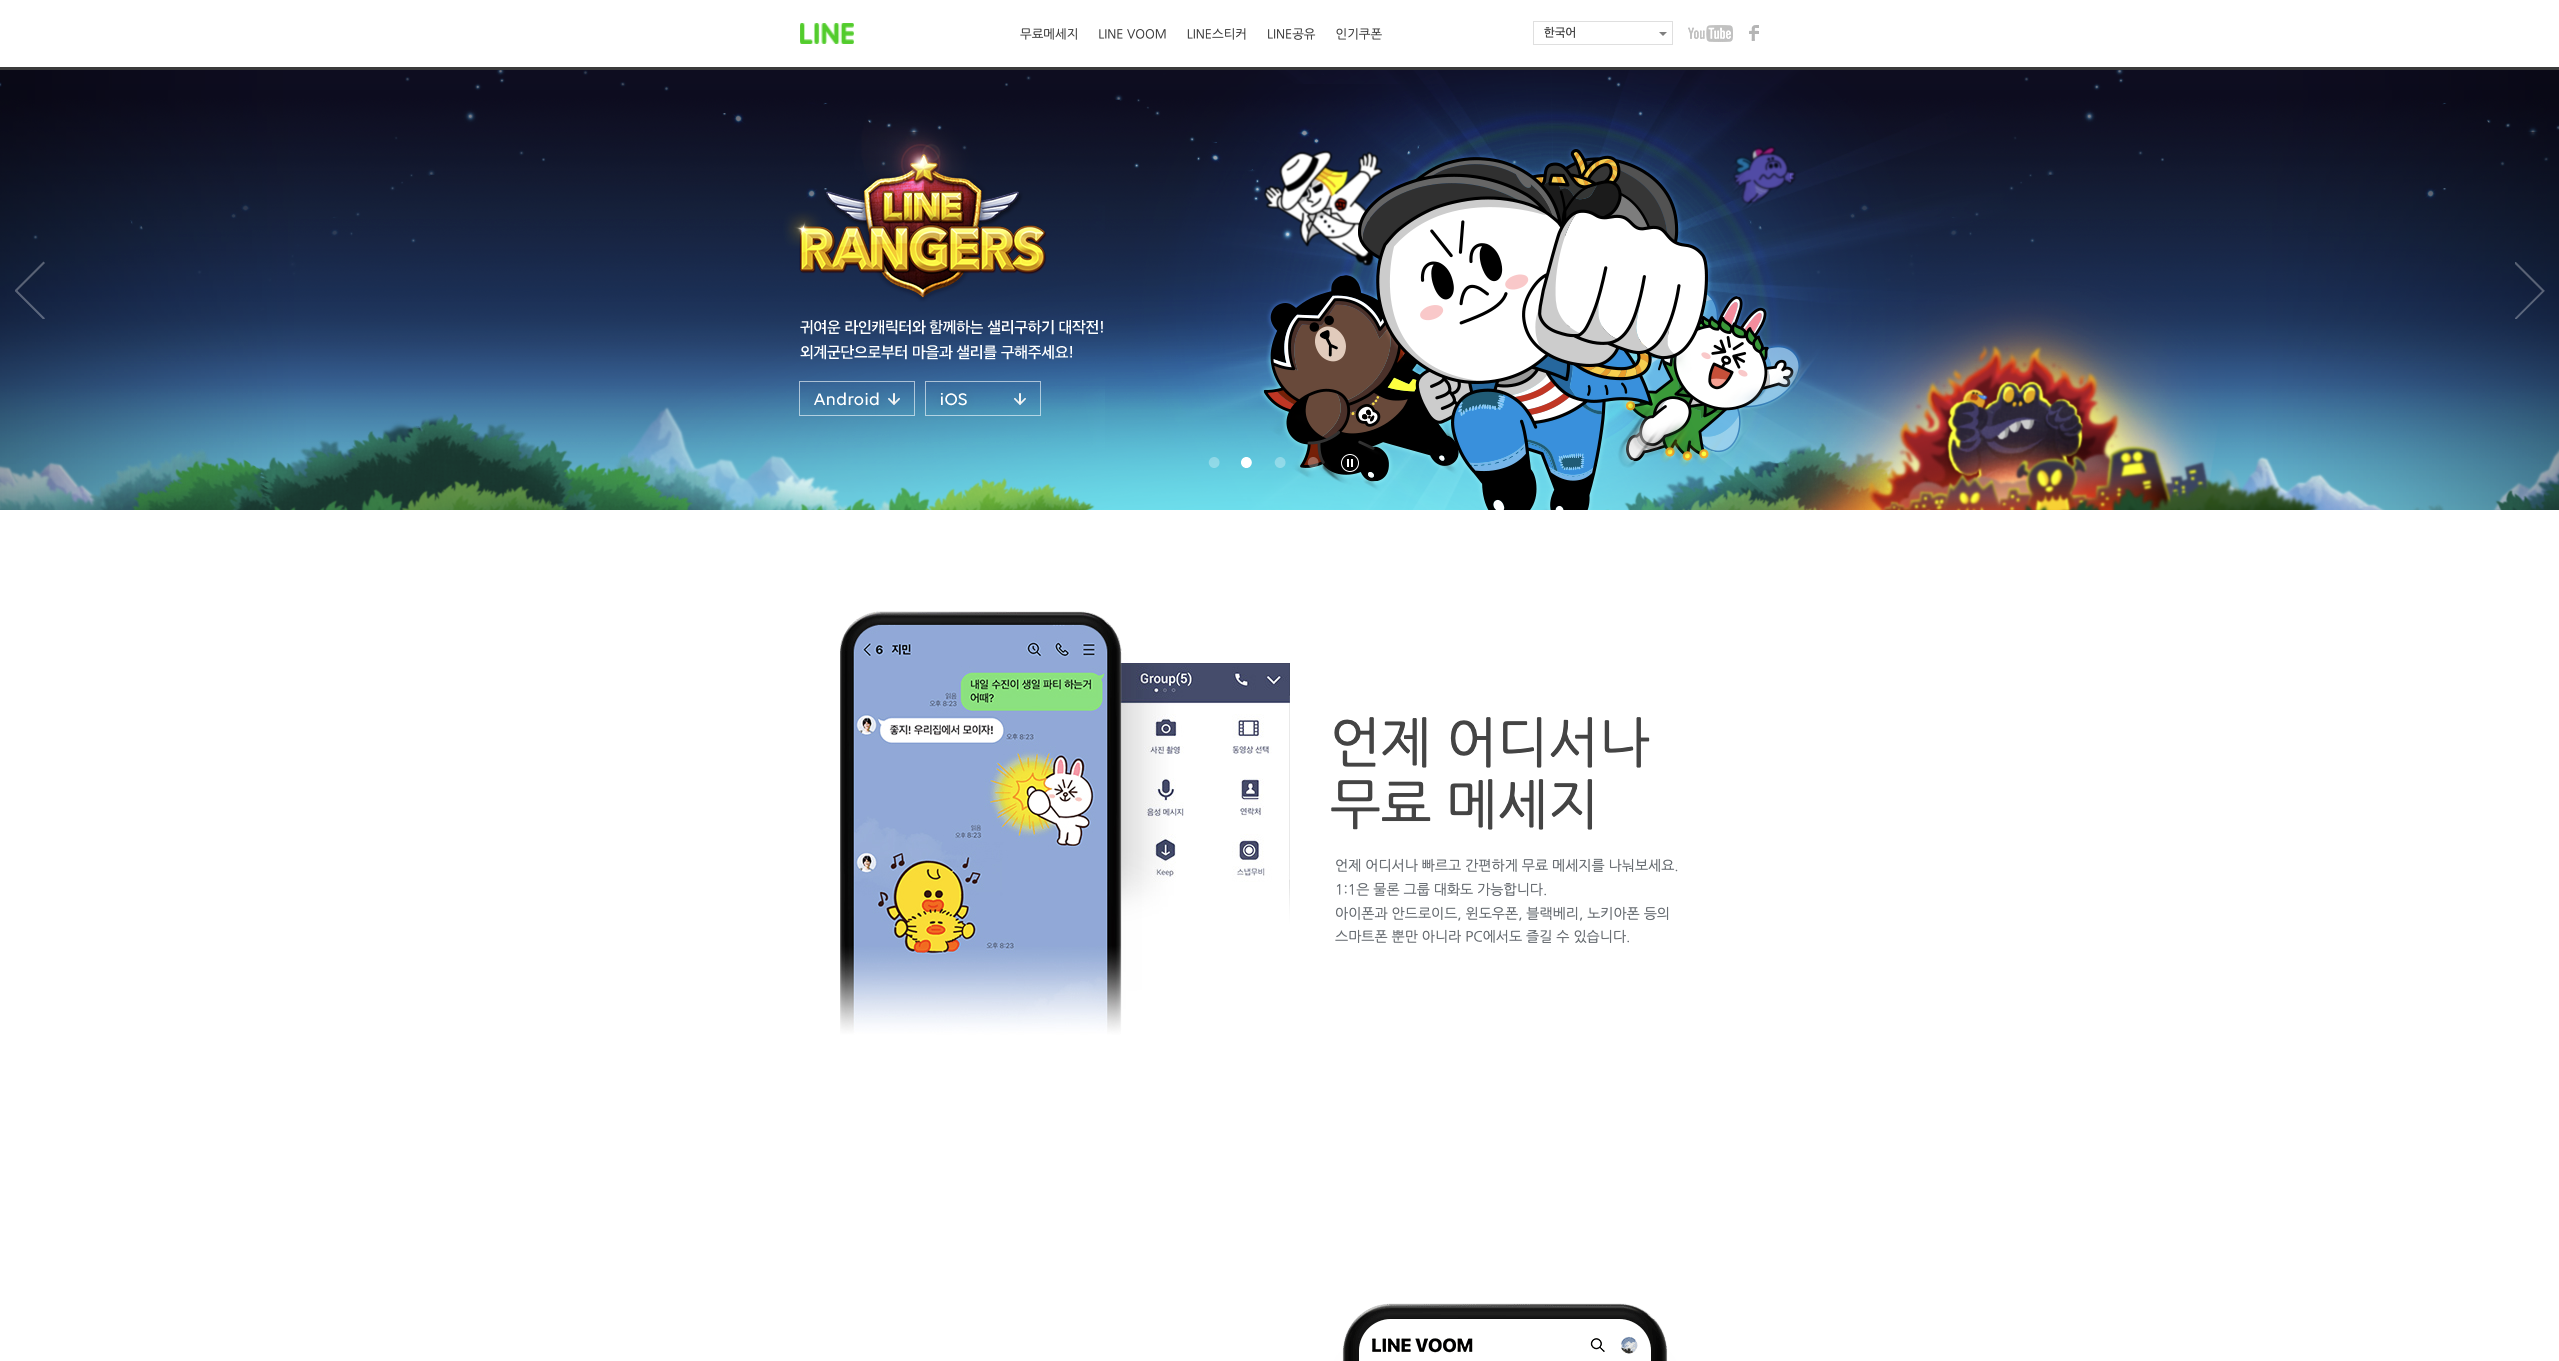 LINE
무료메세지 LINE VOOM LINE스티커 LINE공유 인기쿠폰
한국어
YouTube
LINE
RANGERS
귀여운 라인캐릭터와 함께하는 샐리구하기 대작전!
외계군단으로부터 마을과 샐리를 구해주세요!
Android iOS
6 지민
내일 수진이 생일 파티 하는거
어때?
읽음
오후 8:23
좋지! 우리집에서 모이자!
오후 8:23
읽음
오후 8:23
오후 8:23
Group(5)
사진 촬영 동영상 선택
음성 메시지 연락처
Keep 스냅무비
언제 어디서나
무료 메세지
언제 어디서나 빠르고 간편하게 무료 메세지를 나눠보세요.
1:1은 물론 그룹 대화도 가능합니다.
아이폰과 안드로이드, 윈도우폰, 블랙베리, 노키아폰 등의
스마트폰 뿐만 아니라 PC에서도 즐길 수 있습니다.
LINE VOOM